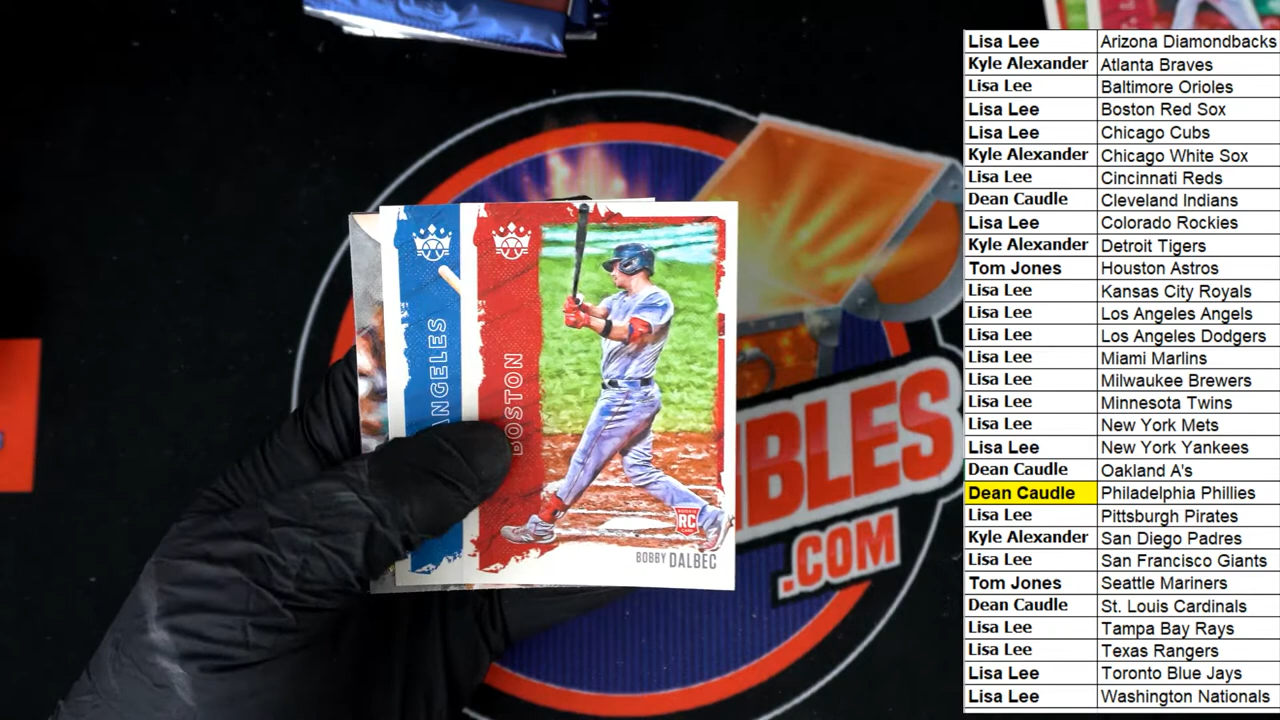 ANGELES
BOSTON
ROOKIE
RC
CARD
BOBBY DALBEC
IBLES
.COM
Lisa Lee Arizona Diamondbacks
Kyle Alexander Atlanta Braves
Lisa Lee Baltimore Orioles
Lisa Lee Boston Red Sox
Lisa Lee Chicago Cubs
Kyle Alexander Chicago White Sox
Lisa Lee Cincinnati Reds
Dean Caudle Cleveland Indians
Lisa Lee Colorado Rockies
Kyle Alexander Detroit Tigers
Tom Jones Houston Astros
Lisa Lee Kansas City Royals
Lisa Lee Los Angeles Angels
Lisa Lee Los Angeles Dodgers
Lisa Lee Miami Marlins
Lisa Lee Milwaukee Brewers
Lisa Lee Minnesota Twins
Lisa Lee New York Mets
Lisa Lee New York Yankees
Dean Caudle Oakland A's
Dean Caudle Philadelphia Phillies
Lisa Lee Pittsburgh Pirates
Kyle Alexander San Diego Padres
Lisa Lee San Francisco Giants
Tom Jones Seattle Mariners
Dean Caudle St. Louis Cardinals
Lisa Lee Tampa Bay Rays
Lisa Lee Texas Rangers
Lisa Lee Toronto Blue Jays
Lisa Lee Washington Nationals